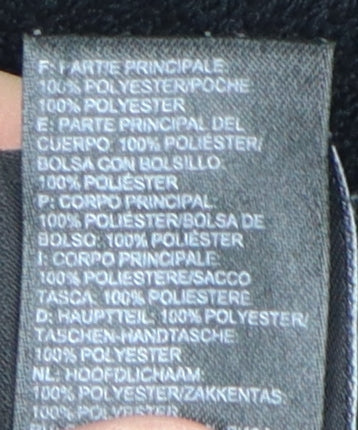 F: PARTIE PRINCIPALE:
100% POLYESTER/POCHE
100% POLYESTER
E: PARTE PRINCIPAL DEL
CUERPO: 100% POLIÉSTER/
BOLSA CON BOLSILLO:
100% POLIÉSTER
P: CORPO PRINCIPAL:
100% POLIÉSTER/BOLSA DE
BOLSO: 100% POLIÉSTER
I: CORPO PRINCIPALE:
100% POLIESTERE/SACCO
TASCA: 100% POLIESTERE
D: HAUPTTEIL: 100% POLYESTER/
TASCHEN-HANDTASCHE:
100% POLYESTER
NL: HOOFDLICHAAM:
100% POLYESTER/ZAKKENTAS:
100% POLYESTER